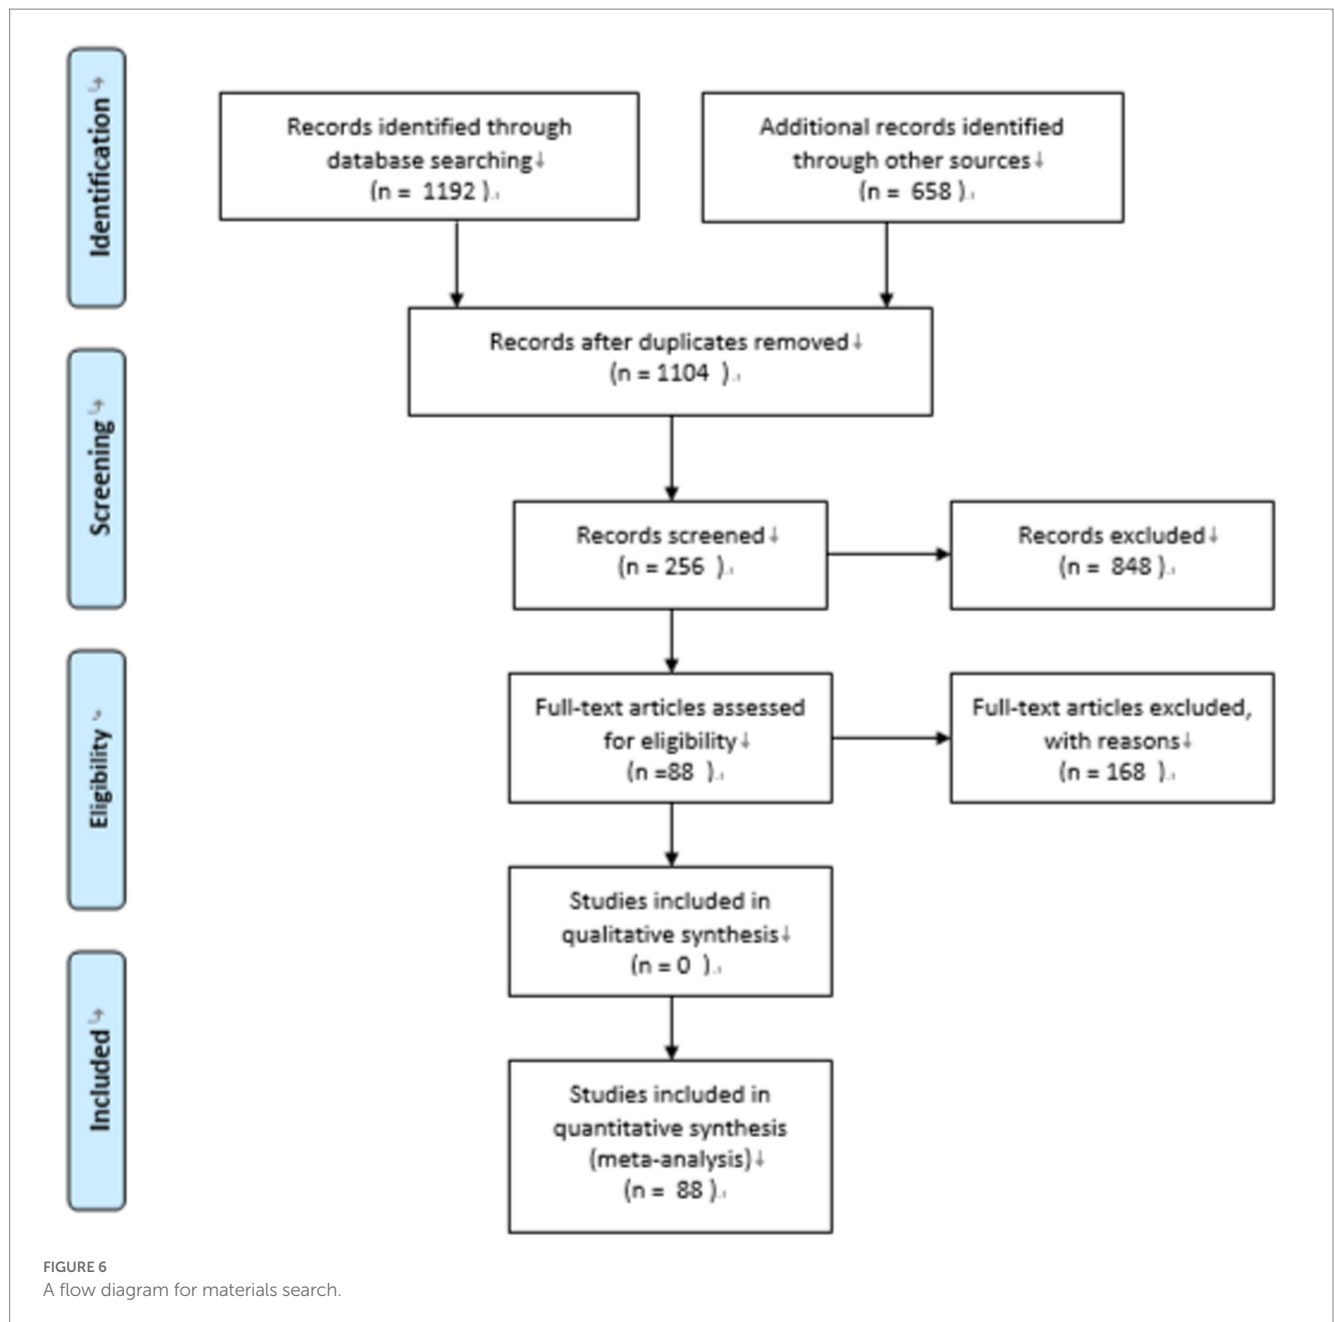 Identification
Records identified through
database searching↓
(n = 1192 )
Additional records identified
through other sources↓
(n = 658 )
Records after duplicates removed↓
(n = 1104 )
Screening
Records screened↓
(n = 256 )
Records excluded↓
(n = 848 )
Eligibility
Full-text articles assessed
for eligibility↓
(n =88 )
Full-text articles excluded,
with reasons↓
(n = 168 )
Studies included in
qualitative synthesis↓
(n = 0 )
Included
Studies included in
quantitative synthesis
(meta-analysis)↓
(n = 88 )
FIGURE 6
A flow diagram for materials search.